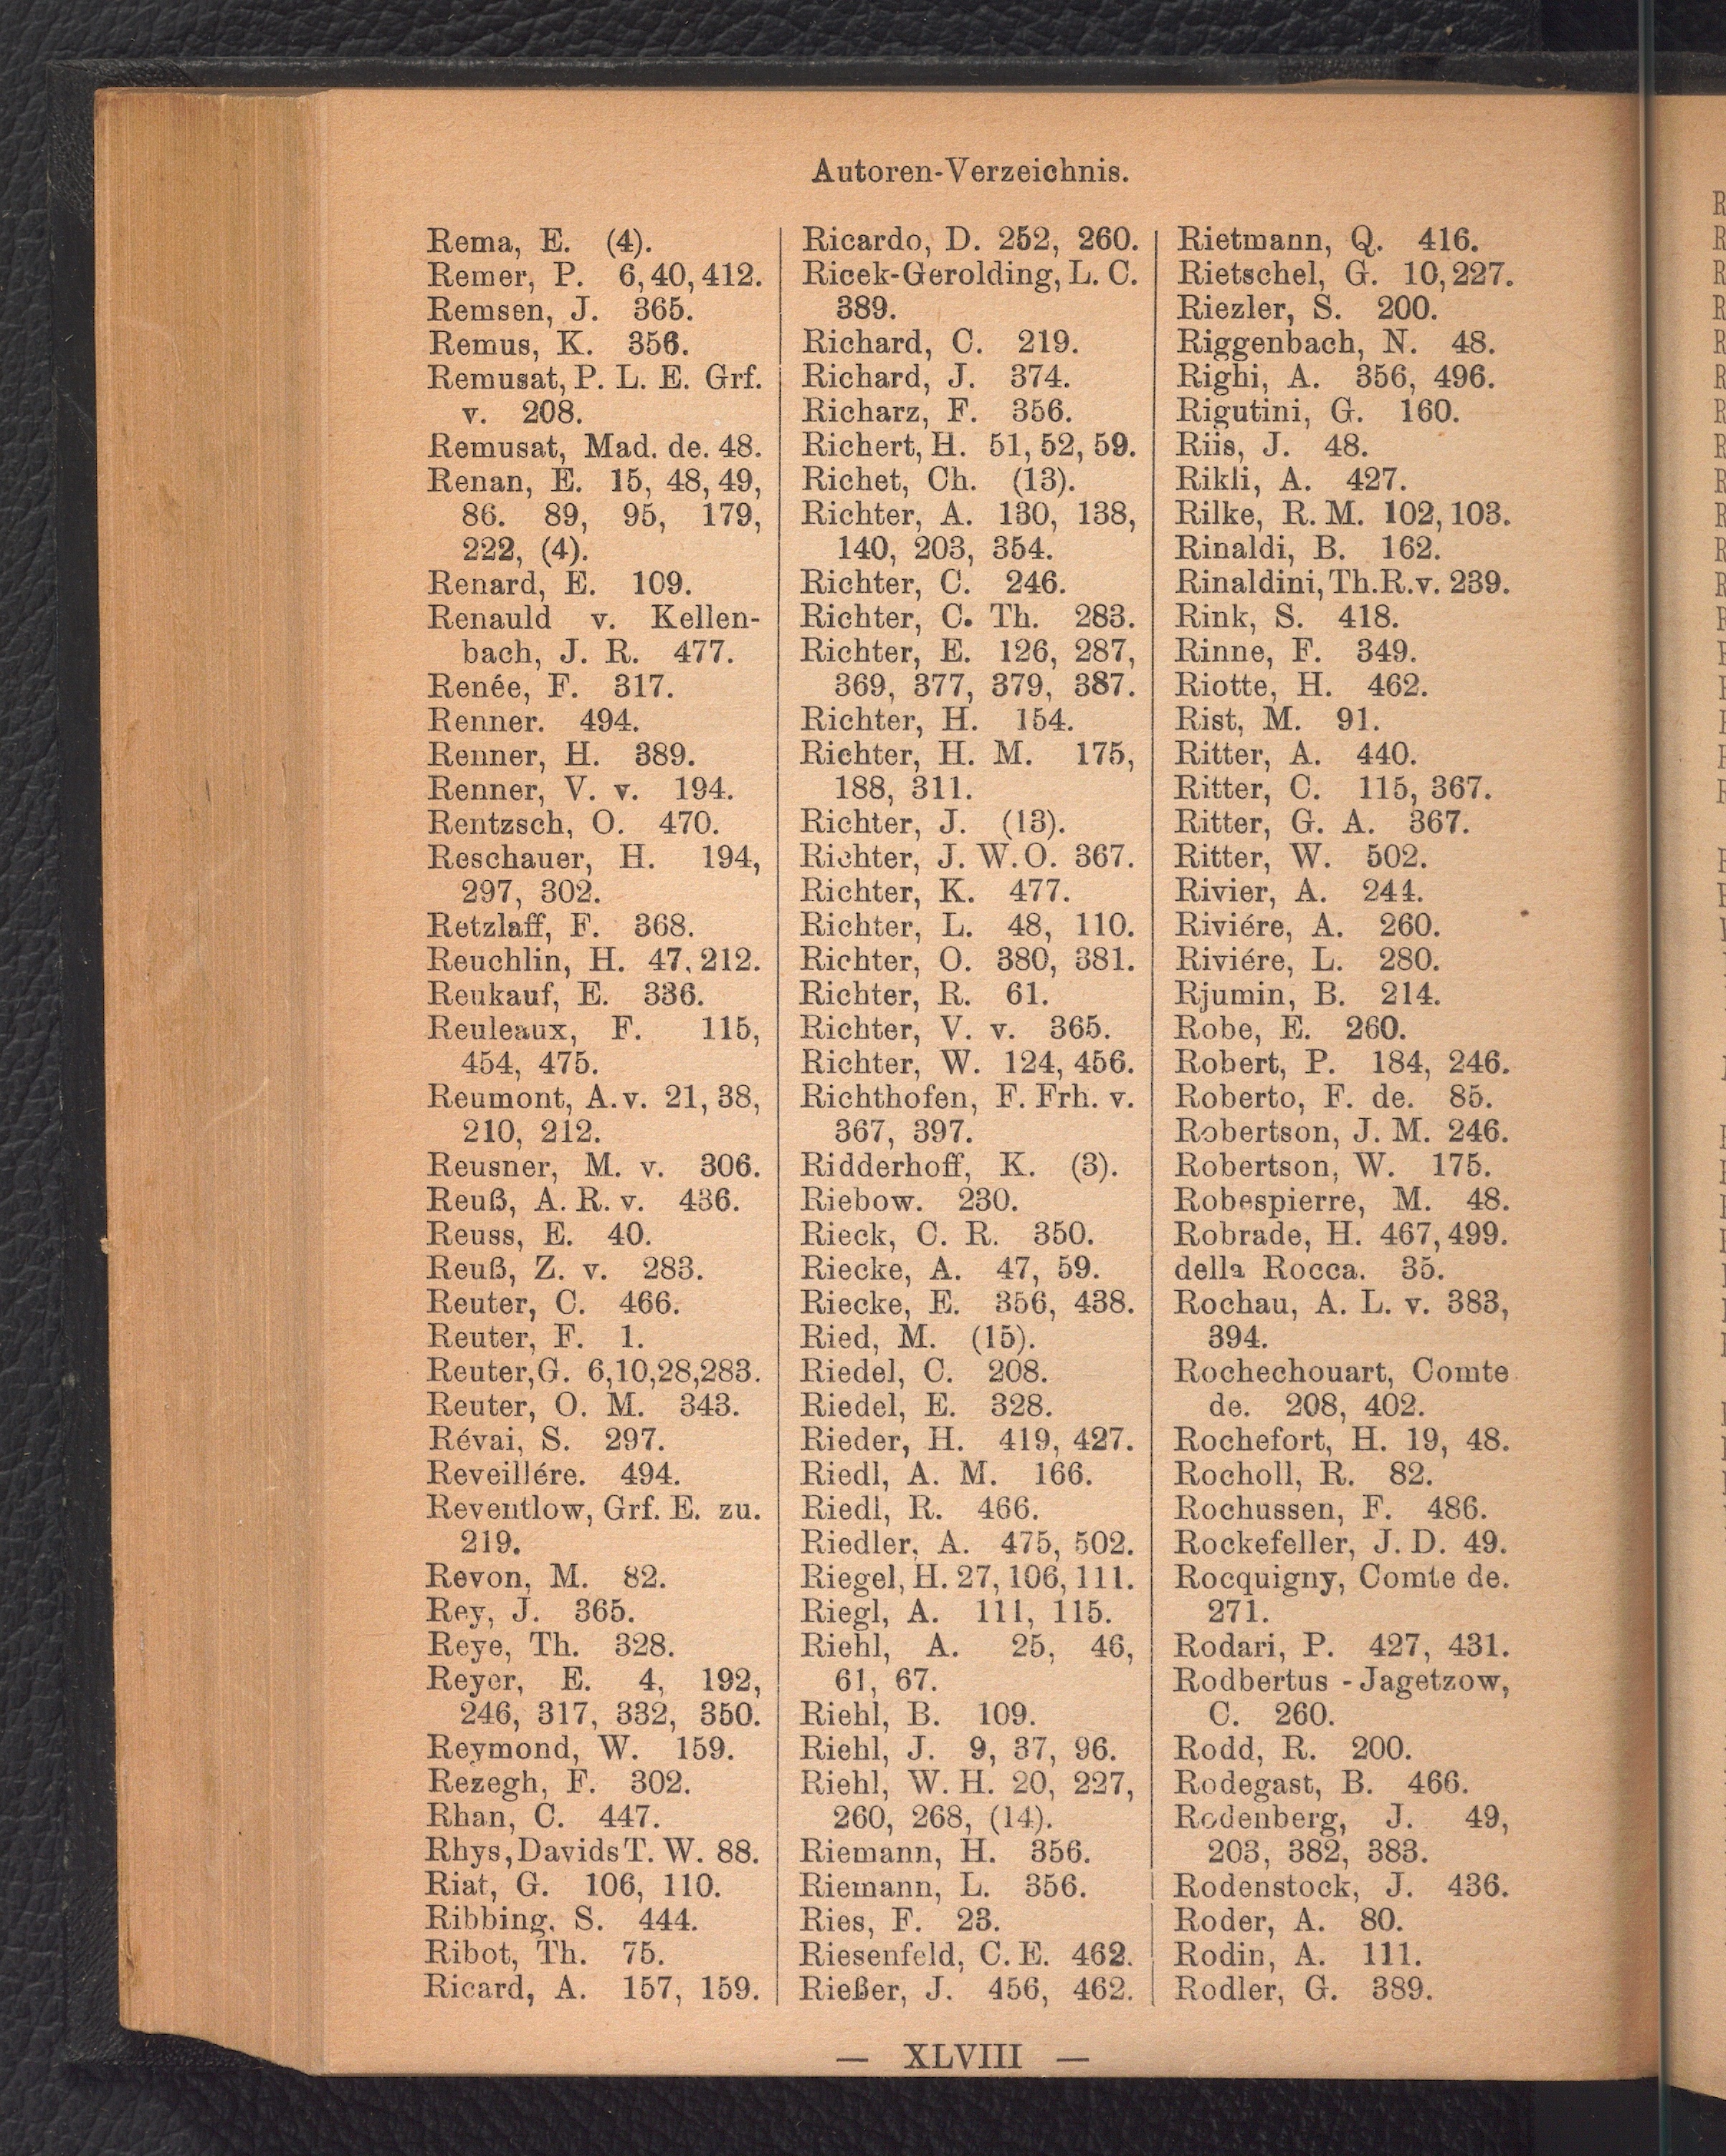 Autoren-Verzeichnis.
Rema, E. (4).
Remer, P. 6, 40, 412.
Remsen, J. 365.
Remus, K. 356.
Remusat, P. L. E. Grf.
v. 208.
Remusat, Mad. de. 48.
Renan, E. 15, 48, 49,
86. 89, 95, 179,
222, (4).
Renard, E. 109.
Renauld v. Kellen-
bach, J. R. 477.
Renée, F. 317.
Renner. 494.
Renner, H. 389.
Renner, V. v. 194.
Rentzsch, O. 470.
Reschauer, H. 194,
297, 302.
Retzlaff, F. 368.
Reuchlin, H. 47, 212.
Reukauf, E. 336.
Reuleaux, F. 115,
454, 475.
Reumont, A. v. 21, 38,
210, 212.
Reusner, M. v. 306.
Reuß, A. R. v. 436.
Reuss, E. 40.
Reuß, Z. v. 283.
Reuter, C. 466.
Reuter, F. 1.
Reuter, G. 6,10,28,283.
Reuter, O. M. 343.
Révai, S. 297.
Reveillére. 494.
Reventlow, Grf. E. zu.
219.
Revon, M. 82.
Rey, J. 365.
Reye, Th. 328.
Reyer, E. 4, 192,
246, 317, 332, 350.
Reymond, W. 159.
Rezegh, F. 302.
Rhan, C. 447.
Rhys, Davids T. W. 88.
Riat, G. 106, 110.
Ribbing, S. 444.
Ribot, Th. 75.
Ricard, A. 157, 159.
Ricardo, D. 252, 260.
Ricek-Gerolding, L. C.
389.
Richard, C. 219.
Richard, J. 374.
Richarz, F. 356.
Richert, H. 51, 52, 59.
Richet, Ch. (13).
Richter, A. 130, 138,
140, 203, 354.
Richter, C. 246.
Richter, C. Th. 283.
Richter, E. 126, 287,
369, 377, 379, 387.
Richter, H. 154.
Richter, H. M. 175,
188, 311.
Richter, J. (13).
Richter, J. W. O. 367.
Richter, K. 477.
Richter, L. 48, 110.
Richter, O. 380, 381.
Richter, R. 61.
Richter, V. v. 365.
Richter, W. 124, 456.
Richthofen, F. Frh. v.
367, 397.
Ridderhoff, K. (3).
Riebow. 230.
Rieck, C. R. 350.
Riecke, A. 47, 59.
Riecke, E. 356, 438.
Ried, M. (15).
Riedel, C. 208.
Riedel, E. 328.
Rieder, H. 419, 427.
Riedl, A. M. 166.
Riedl, R. 466.
Riedler, A. 475, 502.
Riegel, H. 27, 106, 111.
Riegl, A. 111, 115.
Riehl, A. 25, 46,
61, 67.
Riehl, B. 109.
Riehl, J. 9, 37, 96.
Riehl, W. H. 20, 227,
260, 268, (14).
Riemann, H. 356.
Riemann, L. 356.
Ries, F. 23.
Riesenfeld, C. E. 462.
Rießer, J. 456, 462.
Rietmann, Q. 416.
Rietschel, G. 10, 227.
Riezler, S. 200.
Riggenbach, N. 48.
Righi, A. 356, 496.
Rigutini, G. 160.
Riis, J. 48.
Rikli, A. 427.
Rilke, R. M. 102, 103.
Rinaldi, B. 162.
Rinaldini, Th. R. v. 239.
Rink, S. 418.
Rinne, F. 349.
Riotte, H. 462.
Rist, M. 91.
Ritter, A. 440.
Ritter, C. 115, 367.
Ritter, G. A. 367.
Ritter, W. 502.
Rivier, A. 244.
Riviére, A. 260.
Riviére, L. 280.
Rjumin, B. 214.
Robe, E. 260.
Robert, P. 184, 246.
Roberto, F. de. 85.
Robertson, J. M. 246.
Robertson, W. 175.
Robespierre, M. 48.
Robrade, H. 467, 499.
della Rocca. 35.
Rochau, A. L. v. 383,
394.
Rochechouart, Comte
de. 208, 402.
Rochefort, H. 19, 48.
Rocholl, R. 82.
Rochussen, F. 486.
Rockefeller, J. D. 49.
Rocquigny, Comte de.
271.
Rodari, P. 427, 431.
Rodbertus - Jagetzow,
C. 260.
Rodd, R. 200.
Rodegast, B. 466.
Rodenberg, J. 49,
203, 382, 383.
Rodenstock, J. 436.
Roder, A. 80.
Rodin, A. 111.
Rodler, G. 389.
— XLVIII —